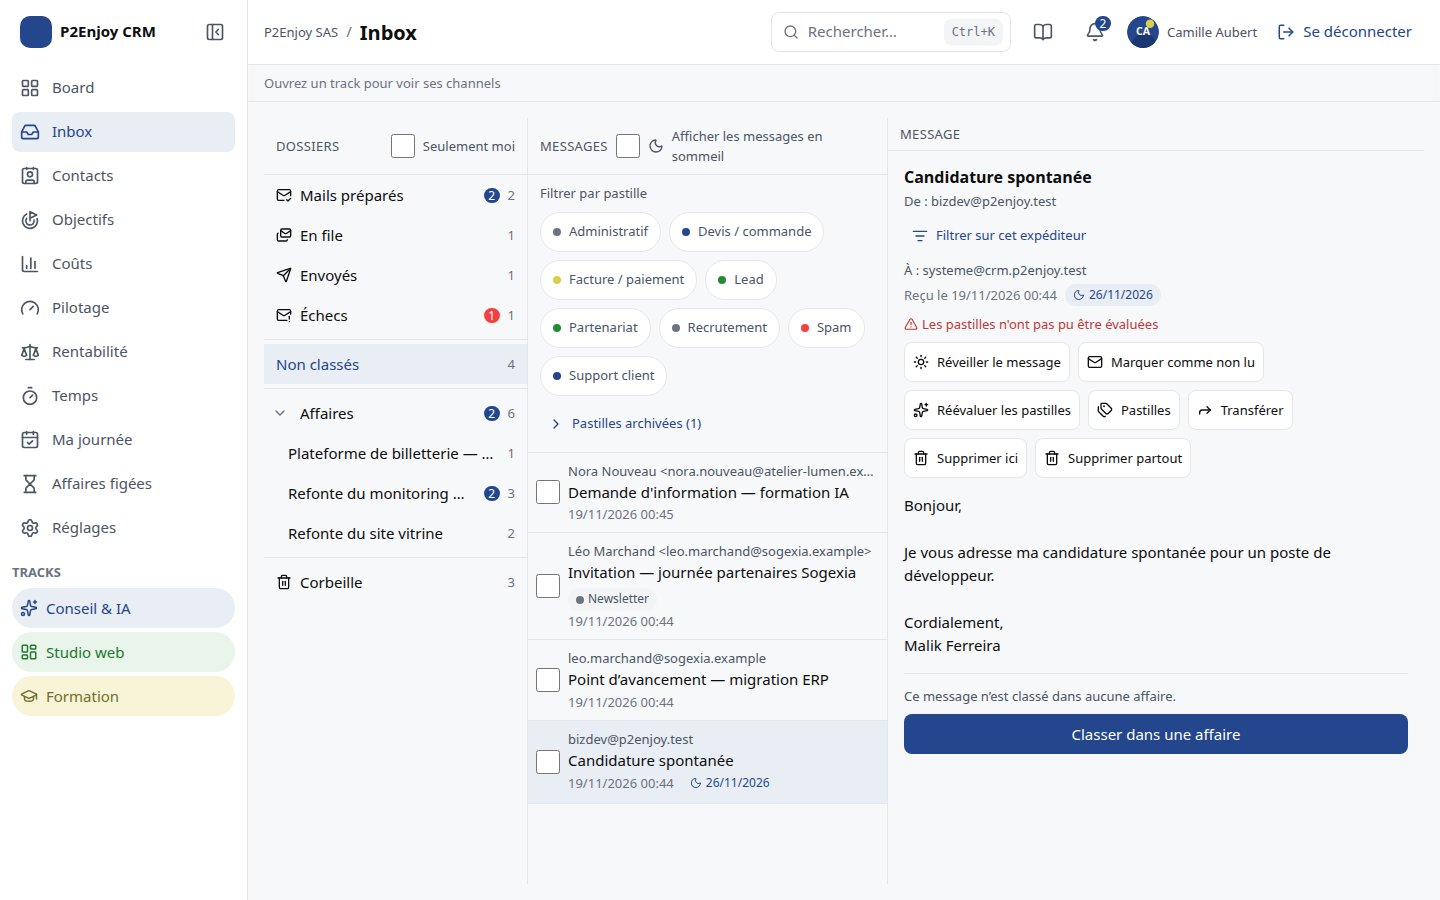 P2Enjoy CRM
Board
Inbox
Contacts
Objectifs
Coûts
Pilotage
Rentabilité
Temps
Ma journée
Affaires figées
Réglages
TRACKS
Conseil & IA
Studio web
Formation
P2Enjoy SAS / Inbox
Rechercher... Ctrl+K
2
CA
Camille Aubert
Se déconnecter
Ouvrez un track pour voir ses channels
DOSSIERS
Seulement moi
Mails préparés 2 2
En file 1
Envoyés 1
Échecs 1 1
Non classés 4
Affaires 2 6
Plateforme de billetterie — ... 1
Refonte du monitoring ... 2 3
Refonte du site vitrine 2
Corbeille 3
MESSAGES
Afficher les messages en
sommeil
Filtrer par pastille
Administratif
Devis / commande
Facture / paiement
Lead
Partenariat
Recrutement
Spam
Support client
Pastilles archivées (1)
Nora Nouveau <nora.nouveau@atelier-lumen.ex...
Demande d'information — formation IA
19/11/2026 00:45
Léo Marchand <leo.marchand@sogexia.example>
Invitation — journée partenaires Sogexia
Newsletter
19/11/2026 00:44
leo.marchand@sogexia.example
Point d’avancement — migration ERP
19/11/2026 00:44
bizdev@p2enjoy.test
Candidature spontanée
19/11/2026 00:44 26/11/2026
MESSAGE
Candidature spontanée
De : bizdev@p2enjoy.test
Filtrer sur cet expéditeur
À : systeme@crm.p2enjoy.test
Reçu le 19/11/2026 00:44 26/11/2026
Les pastilles n'ont pas pu être évaluées
Réveiller le message
Marquer comme non lu
Réévaluer les pastilles
Pastilles
Transférer
Supprimer ici
Supprimer partout
Bonjour,
Je vous adresse ma candidature spontanée pour un poste de
développeur.
Cordialement,
Malik Ferreira
Ce message n’est classé dans aucune affaire.
Classer dans une affaire